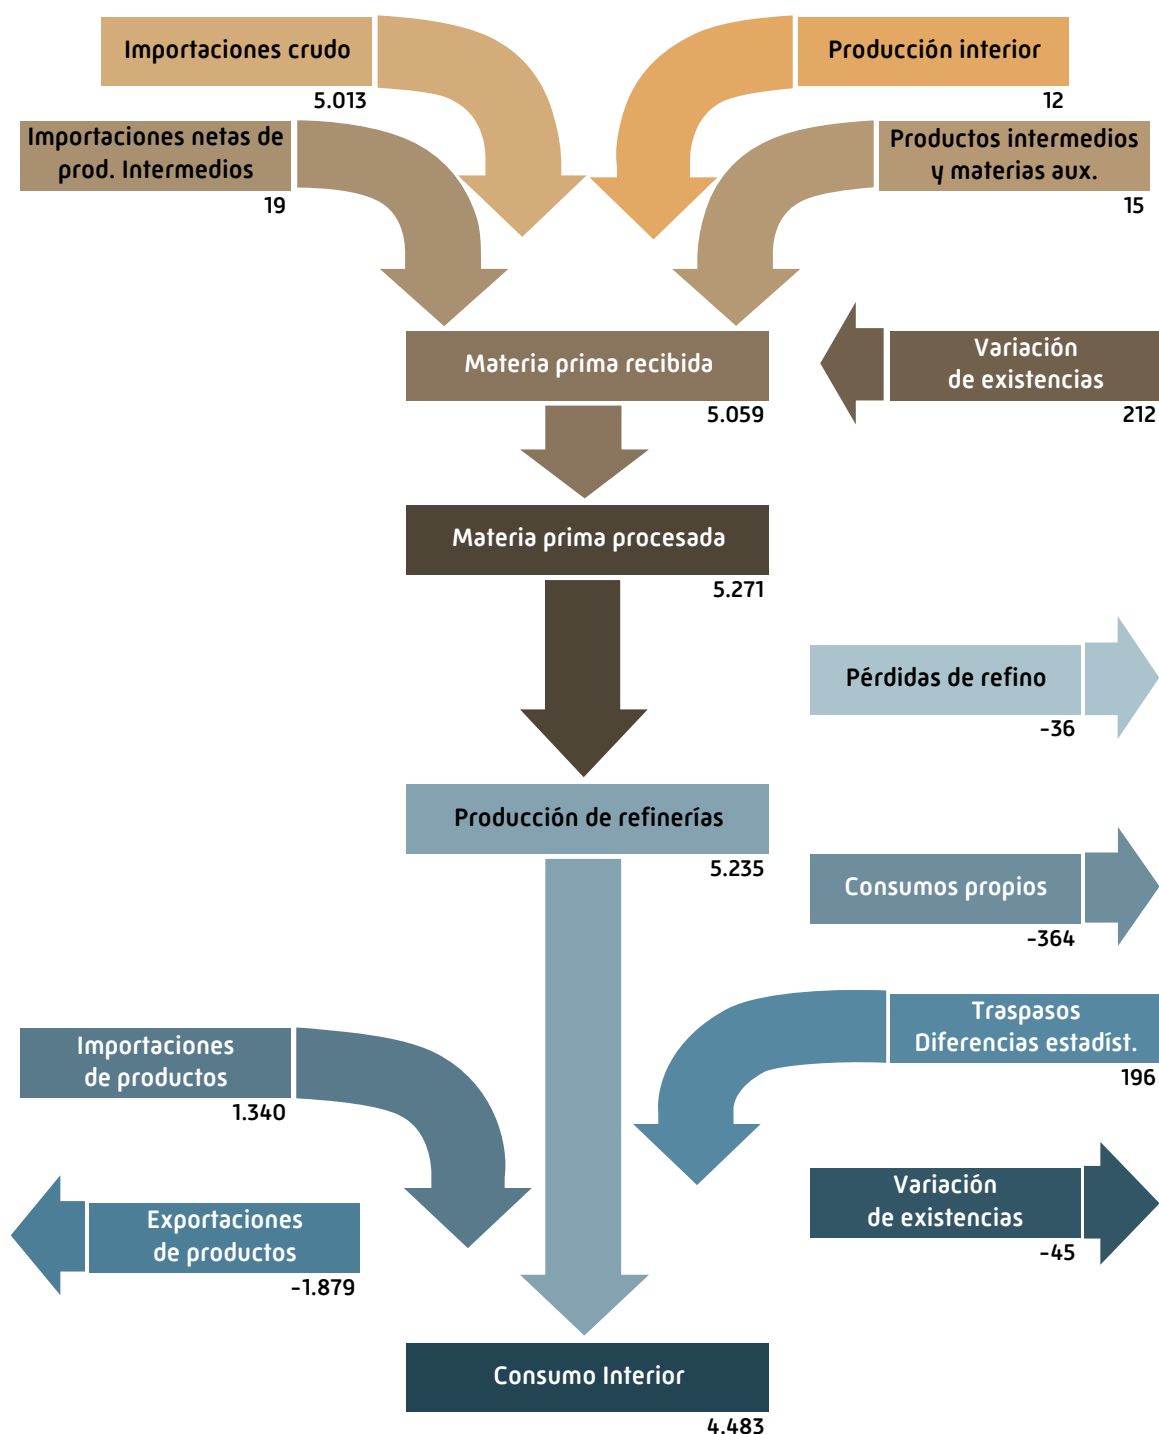 Importaciones crudo
5.013
Producción interior
12
Importaciones netas de
prod. Intermedios
19
Productos intermedios
y materias aux.
15
Materia prima recibida
5.059
Variación
de existencias
212
Materia prima procesada
5.271
Pérdidas de refino
-36
Producción de refinerías
5.235
Consumos propios
-364
Traspasos
Diferencias estadíst.
196
Importaciones
de productos
1.340
Variación
de existencias
-45
Exportaciones
de productos
-1.879
Consumo Interior
4.483